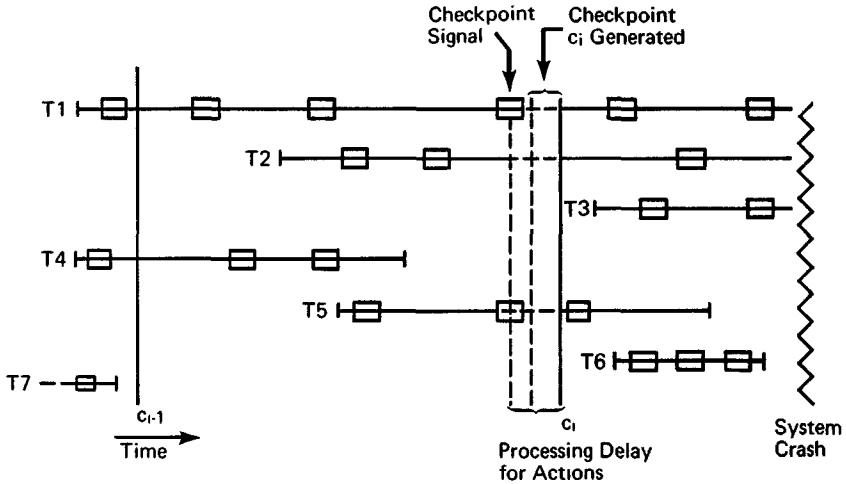 Checkpoint
Signal
Checkpoint
ci Generated
T1
T2
T3
T4
T5
T6
T7
ci-1
ci
Time
Processing Delay
for Actions
System
Crash